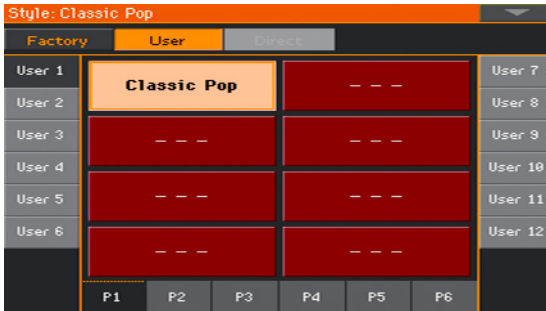 Style: Classic Pop
Factory User Direct
User 1
User 2
User 3
User 4
User 5
User 6
Classic Pop - - -
- - - - - -
- - - - - -
- - - - - -
User 7
User 8
User 9
User 10
User 11
User 12
P1 P2 P3 P4 P5 P6